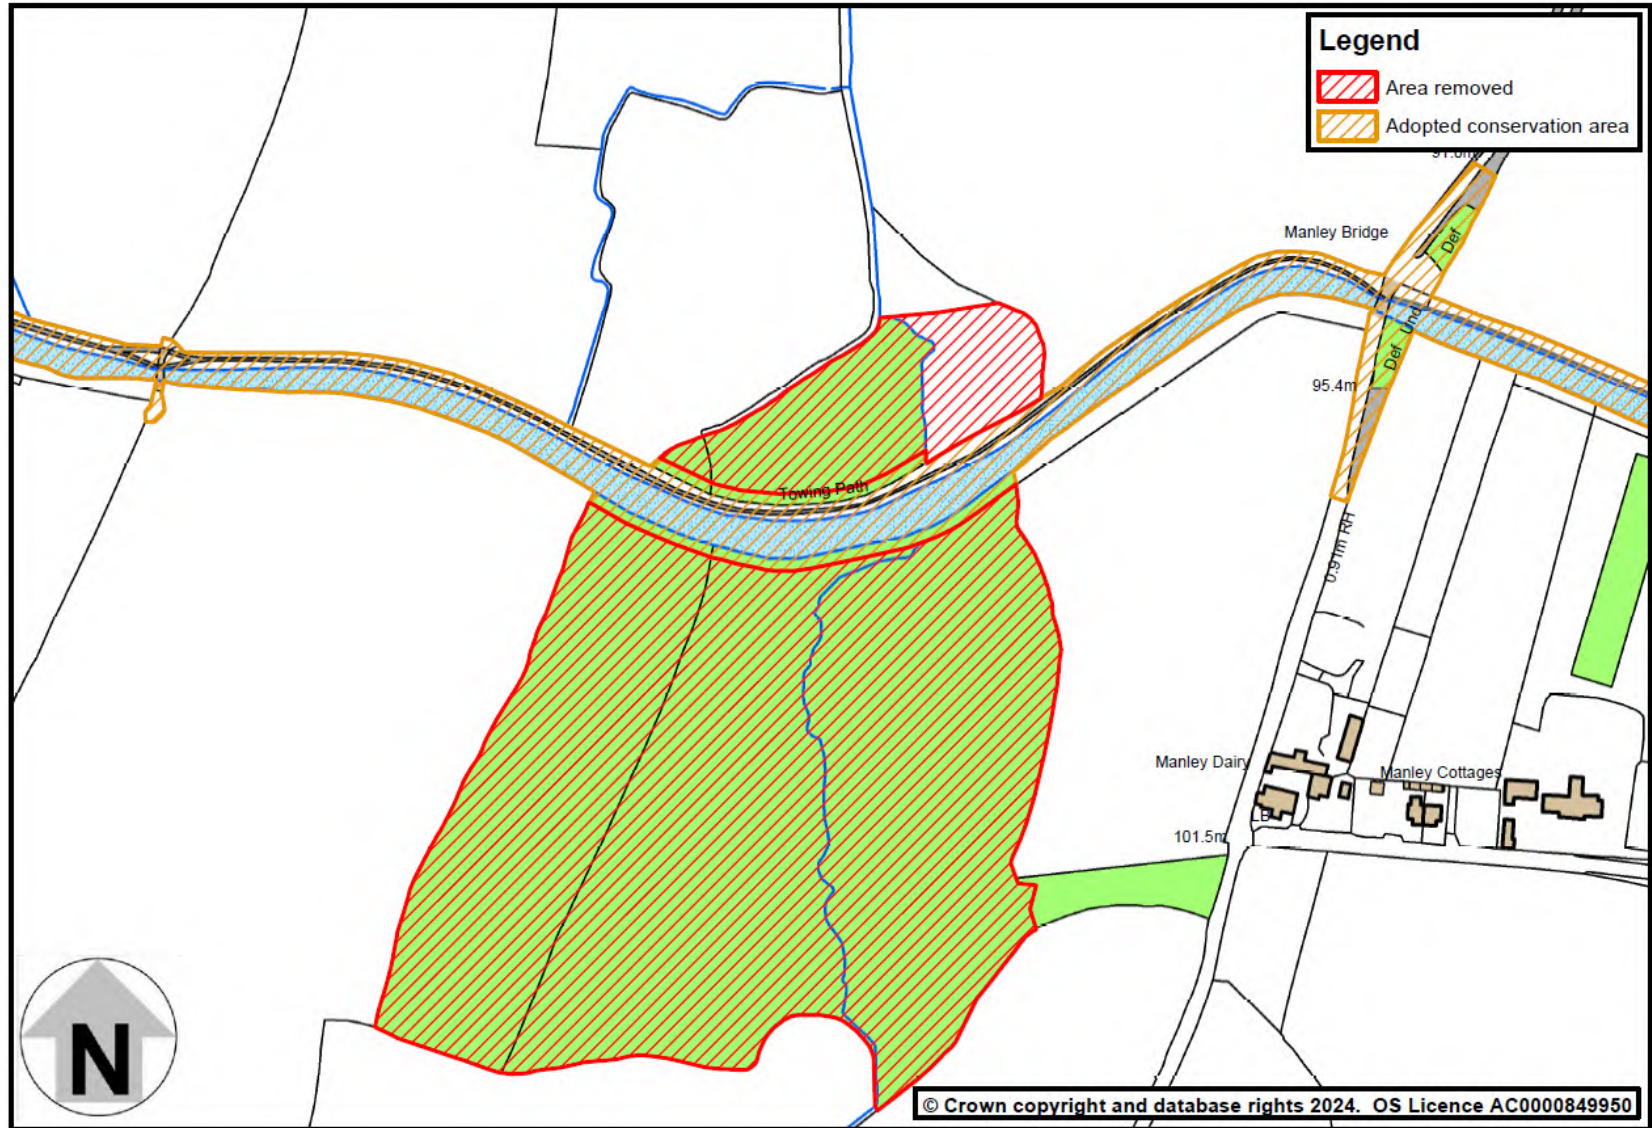 Legend
Area removed
Adopted conservation area
Manley Bridge
Def
Und
Def
95.4m
Towing Path
0.91m RH
Manley Dairy
Manley Cottages
LB
101.5m
N
© Crown copyright and database rights 2024. OS Licence AC0000849950